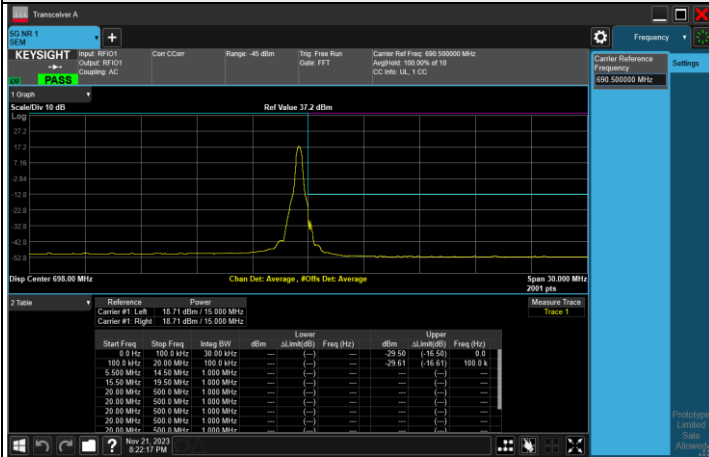 Transceiver A
5G NR 1
SEM
Frequency
KEYSIGHT
PASS
Input: RFIO1
Output: RFIO1
Coupling: AC
Corr CCorr
Range: -45 dBm
Trig: Free Run
Gate: FFT
Carrier Ref Freq: 690.500000 MHz
Avg|Hold: 100.00% of 10
CC Info: UL, 1 CC
Carrier Reference
Frequency
690.500000 MHz
Settings
1 Graph
Scale/Div 10 dB
Ref Value 37.2 dBm
Log
27.2
17.2
7.16
-2.84
-12.8
-22.8
-32.8
-42.8
-52.8
Disp Center 698.00 MHz
Chan Det: Average , #Offs Det: Average
Span 30.000 MHz
2001 pts
2 Table
Measure Trace
Trace 1
Reference Power
Carrier #1: Left 18.71 dBm / 15.000 MHz
Carrier #1: Right 18.71 dBm / 15.000 MHz
Lower Upper
Start Freq Stop Freq Integ BW dBm ΔLimit(dB) Freq (Hz) dBm ΔLimit(dB) Freq (Hz)
0.0 Hz 100.0 kHz 30.00 kHz --- (---) --- -29.50 (-16.50) 0.0
100.0 kHz 20.00 MHz 100.0 kHz --- (---) --- -29.61 (-16.61) 100.0 k
5.500 MHz 14.50 MHz 1.000 MHz --- (---) --- --- (---) ---
15.50 MHz 19.50 MHz 1.000 MHz --- (---) --- --- (---) ---
20.00 MHz 500.0 MHz 1.000 MHz --- (---) --- --- (---) ---
20.00 MHz 500.0 MHz 1.000 MHz --- (---) --- --- (---) ---
20.00 MHz 500.0 MHz 1.000 MHz --- (---) --- --- (---) ---
20.00 MHz 500.0 MHz 1.000 MHz --- (---) --- --- (---) ---
20.00 MHz 500.0 MHz 1.000 MHz --- (---) --- --- (---) ---
Prototype
Limited
Sale
Allowed
Nov 21, 2023
8:22:17 PM